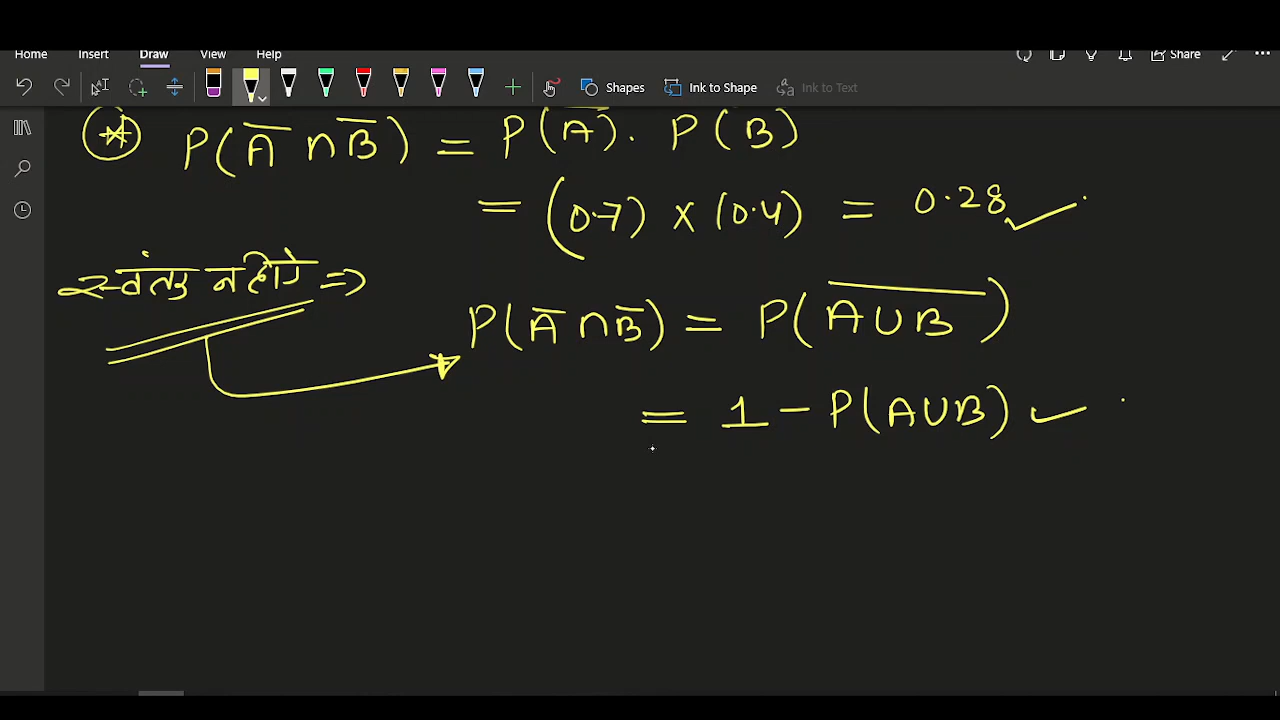 Home Insert Draw View Help Share
Shapes Ink to Shape Ink to Text
P(A̅ ∩ B̅) = P(A̅). P(B)
= (0.7) x (0.4) = 0.28 ✓
स्वतंत्र न होने ⇒
P(A̅ ∩ B̅) = P(A̅ ̅∪̅ ̅B̅)
= 1 - P(A∪B) ✓